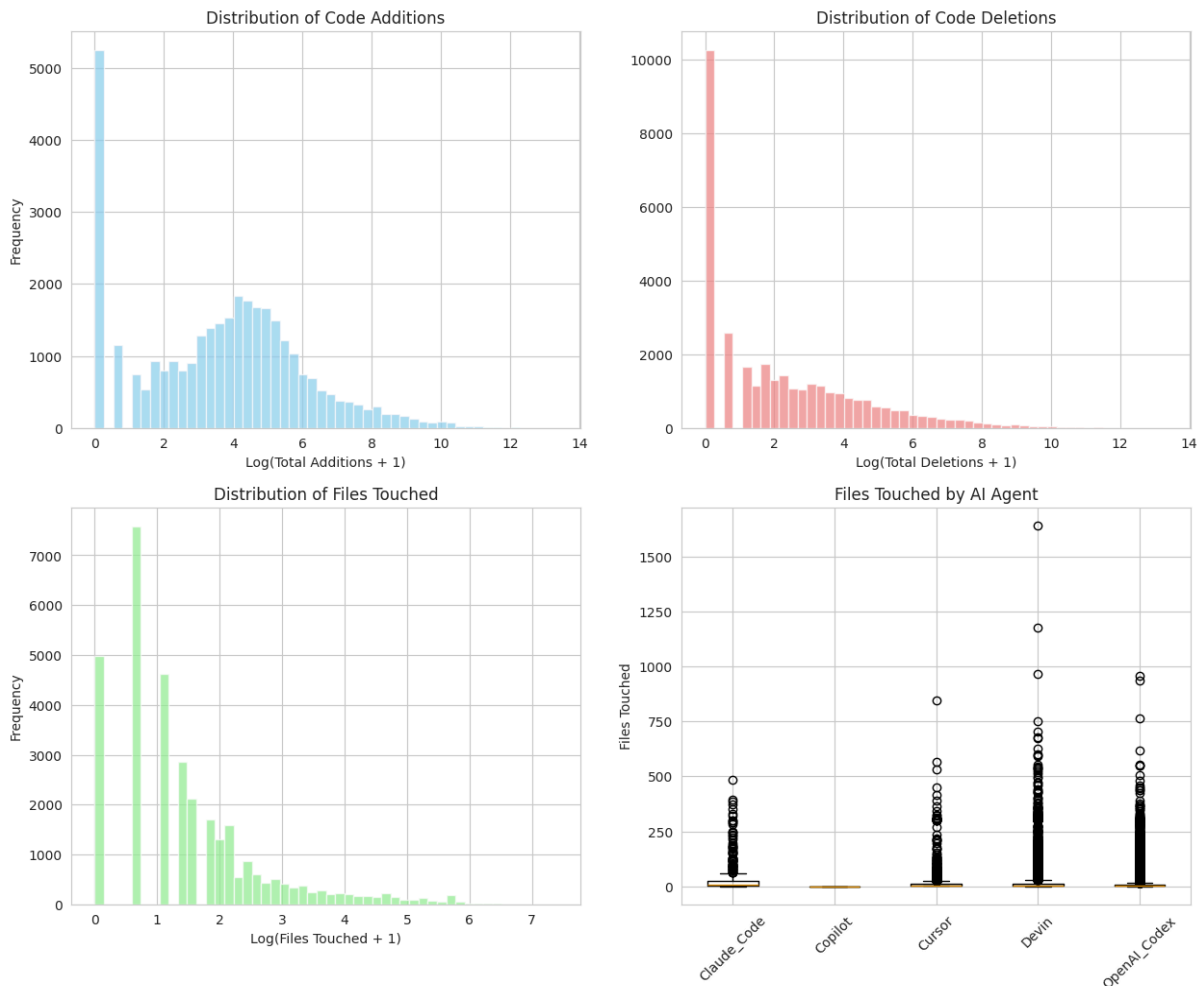 Distribution of Code Additions
Frequency
5000
4000
3000
2000
1000
0
0 2 4 6 8 10 12 14
Log(Total Additions + 1)
Distribution of Code Deletions
10000
8000
6000
4000
2000
0
0 2 4 6 8 10 12 14
Log(Total Deletions + 1)
Distribution of Files Touched
Frequency
7000
6000
5000
4000
3000
2000
1000
0
0 1 2 3 4 5 6 7
Log(Files Touched + 1)
Files Touched by AI Agent
Files Touched
1500
1250
1000
750
500
250
0
Claude_Code
Copilot
Cursor
Devin
OpenAI_Codex